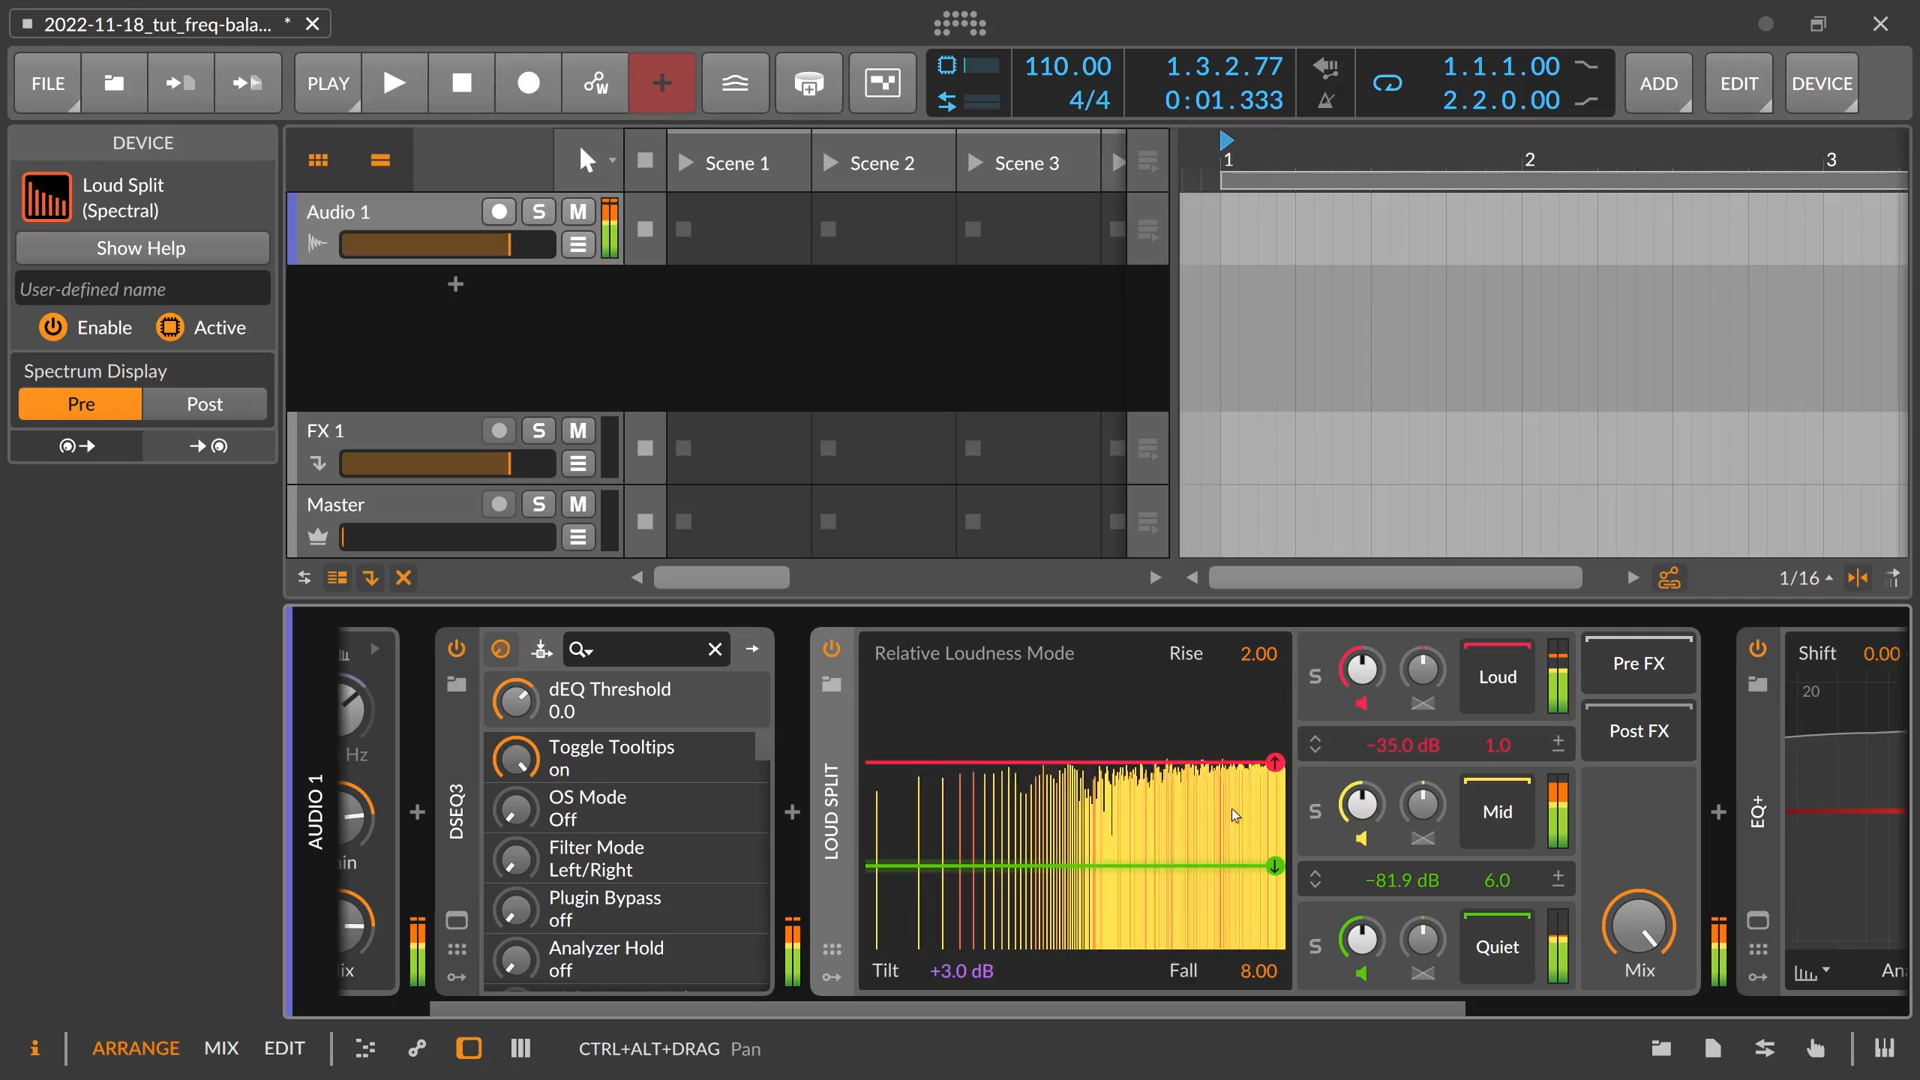 2022-11-18_tut_freq-bala... *
FILE
PLAY
110.00
4/4
1.3.2.77
0:01.333
1.1.1.00
2.2.0.00
ADD
EDIT
DEVICE
DEVICE
Loud Split
(Spectral)
Show Help
User-defined name
Enable
Active
Spectrum Display
Pre
Post
Scene 1
Scene 2
Scene 3
1
2
3
Audio 1
S
M
FX 1
S
M
Master
S
M
1/16
AUDIO 1
Hz
in
ix
DSEQ3
dEQ Threshold
0.0
Toggle Tooltips
on
OS Mode
Off
Filter Mode
Left/Right
Plugin Bypass
off
Analyzer Hold
off
LOUD SPLIT
Relative Loudness Mode
Rise
2.00
Tilt
+3.0 dB
Fall
8.00
S
Loud
-35.0 dB
1.0
S
Mid
-81.9 dB
6.0
S
Quiet
Pre FX
Post FX
Mix
EQ+
Shift
0.00
20
An
i
ARRANGE
MIX
EDIT
CTRL+ALT+DRAG Pan